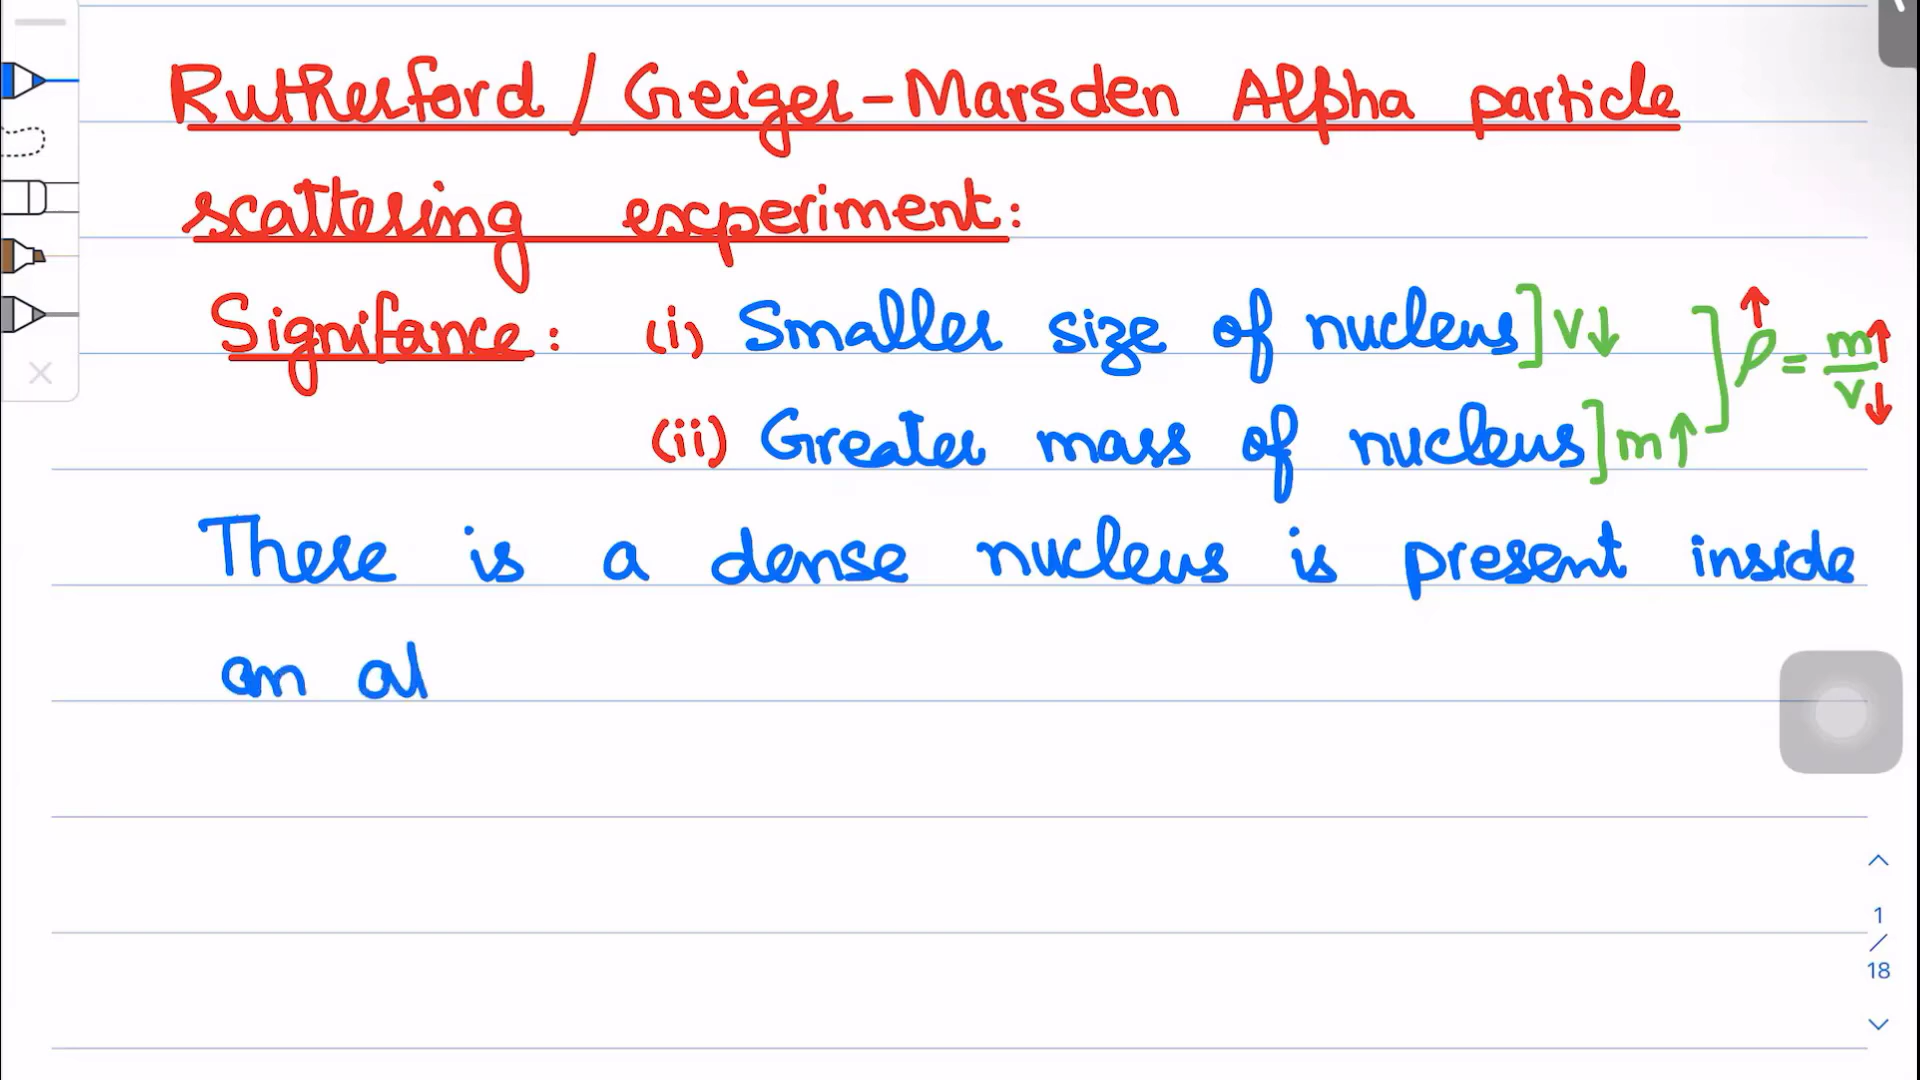 Rutherford / Geiger-Marsden Alpha particle
scattering experiment:
Signifance: (i) Smaller size of nucleus] V↓ ] ρ↑ = m↑/V↓
(ii) Greater mass of nucleus] m↑
There is a dense nucleus is present inside
an at
1
/
18